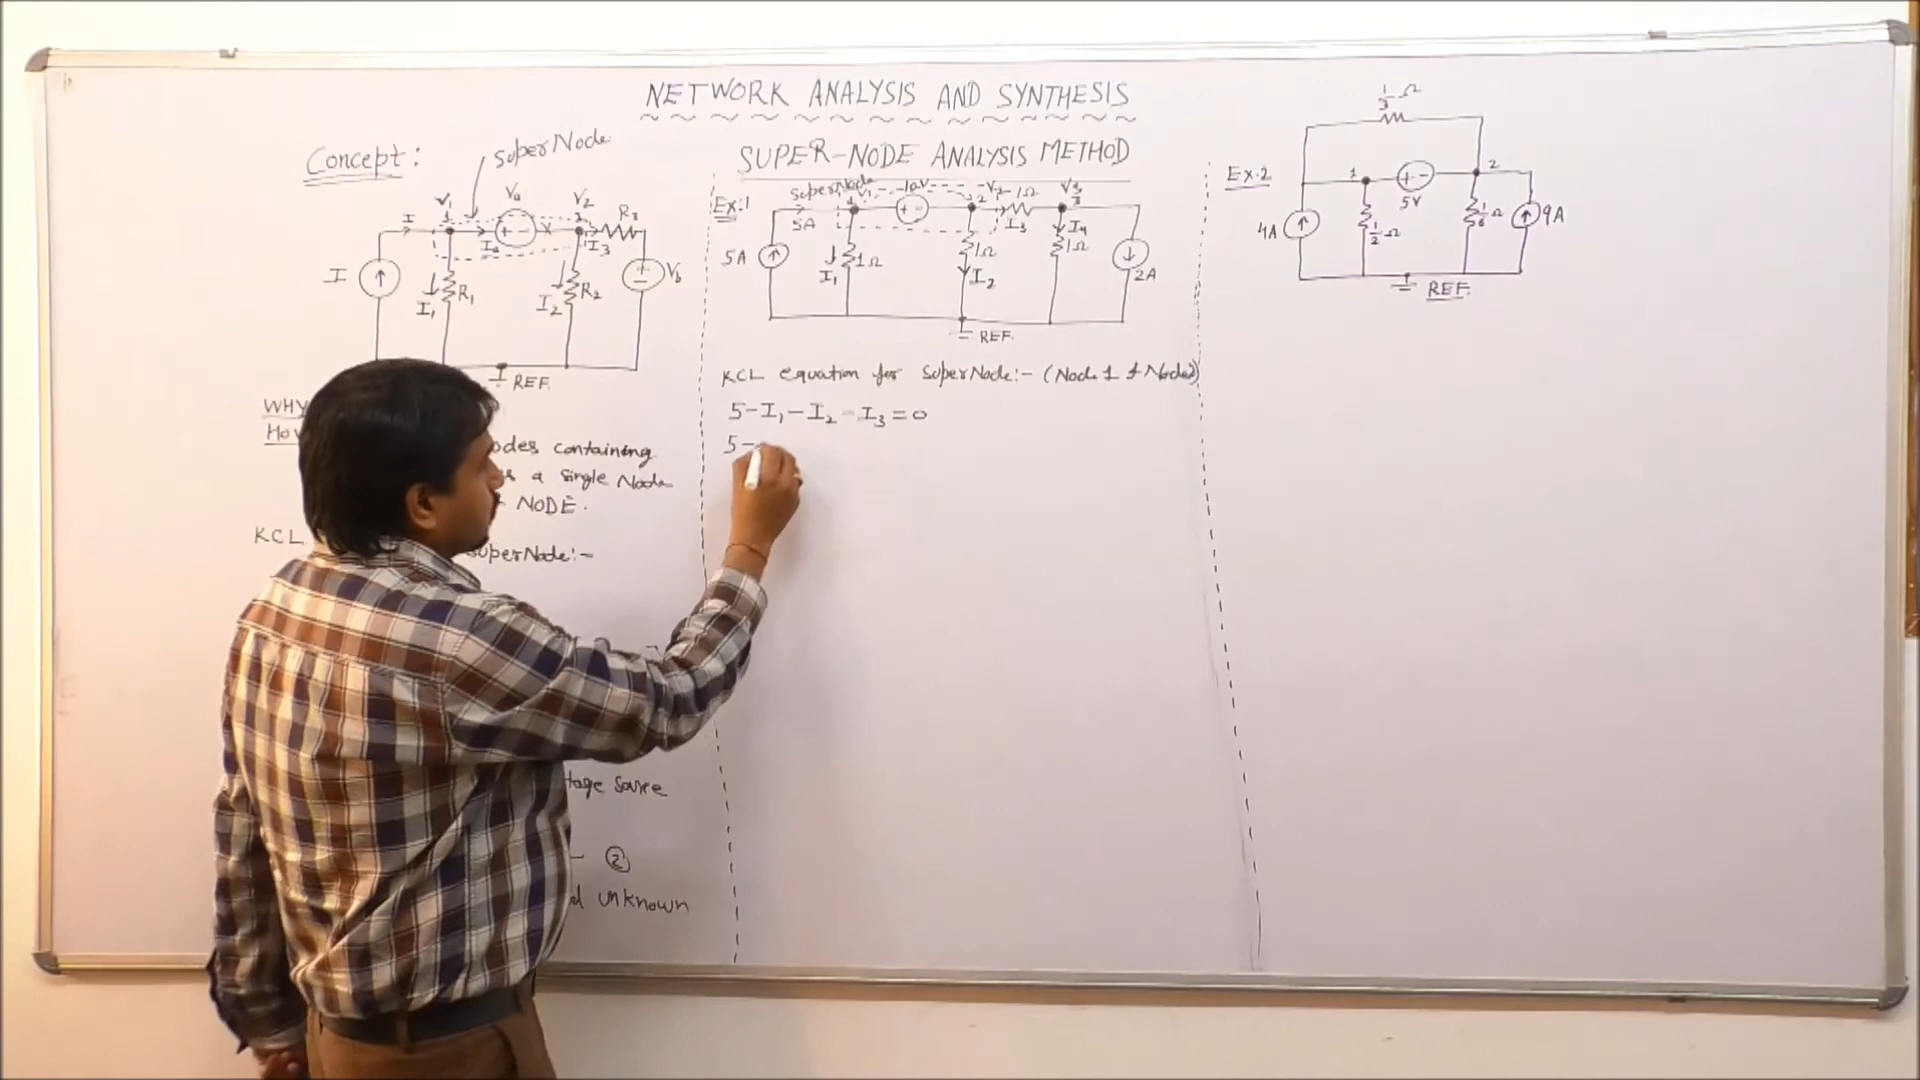 NETWORK ANALYSIS AND SYNTHESIS
SUPER-NODE ANALYSIS METHOD
Concept:
superNode
V1
1
Va
V2
2
R3
I
Ia
+ -
I3
I
I1
R1
I2
R2
+
-
Vb
REF.
WHY
odes containing
a single Node
NODE.
KCL
superNode:-
tage source
②
unknown
Ex:1
superNode
V1
10V
V2
1Ω
V3
5A
1
+ -
2
I3
3
5A
I1
1Ω
1Ω
I2
I4
1Ω
2A
REF.
KCL equation for superNode:- (Node 1 & Node2)
5-I1-I2-I3=0
5-
Ex.2
1/3 Ω
1
+ -
5V
2
4A
1/2 Ω
1/6 Ω
9A
REF.